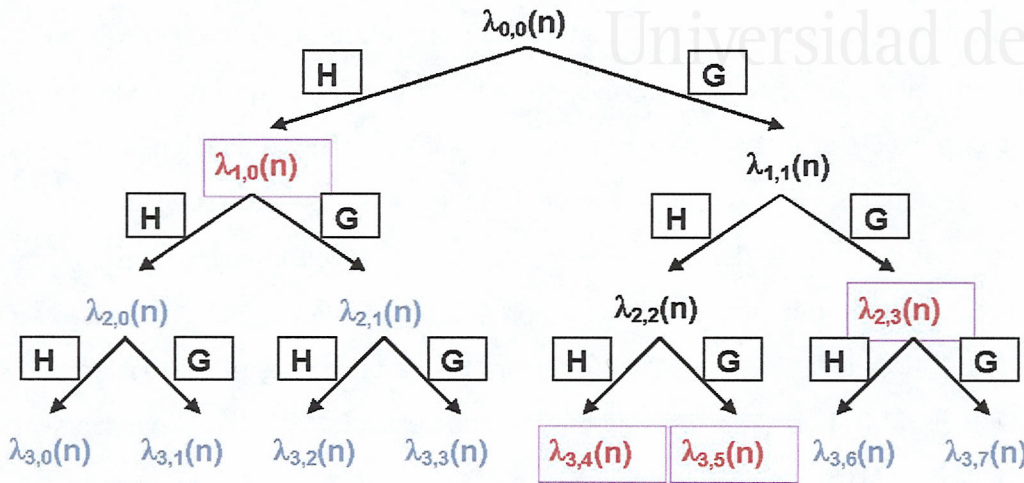 Universidad de
λ0,0(n)
H G
λ1,0(n) λ1,1(n)
H G H G
λ2,0(n) λ2,1(n) λ2,2(n) λ2,3(n)
H G H G H G H G
λ3,0(n) λ3,1(n) λ3,2(n) λ3,3(n) λ3,4(n) λ3,5(n) λ3,6(n) λ3,7(n)